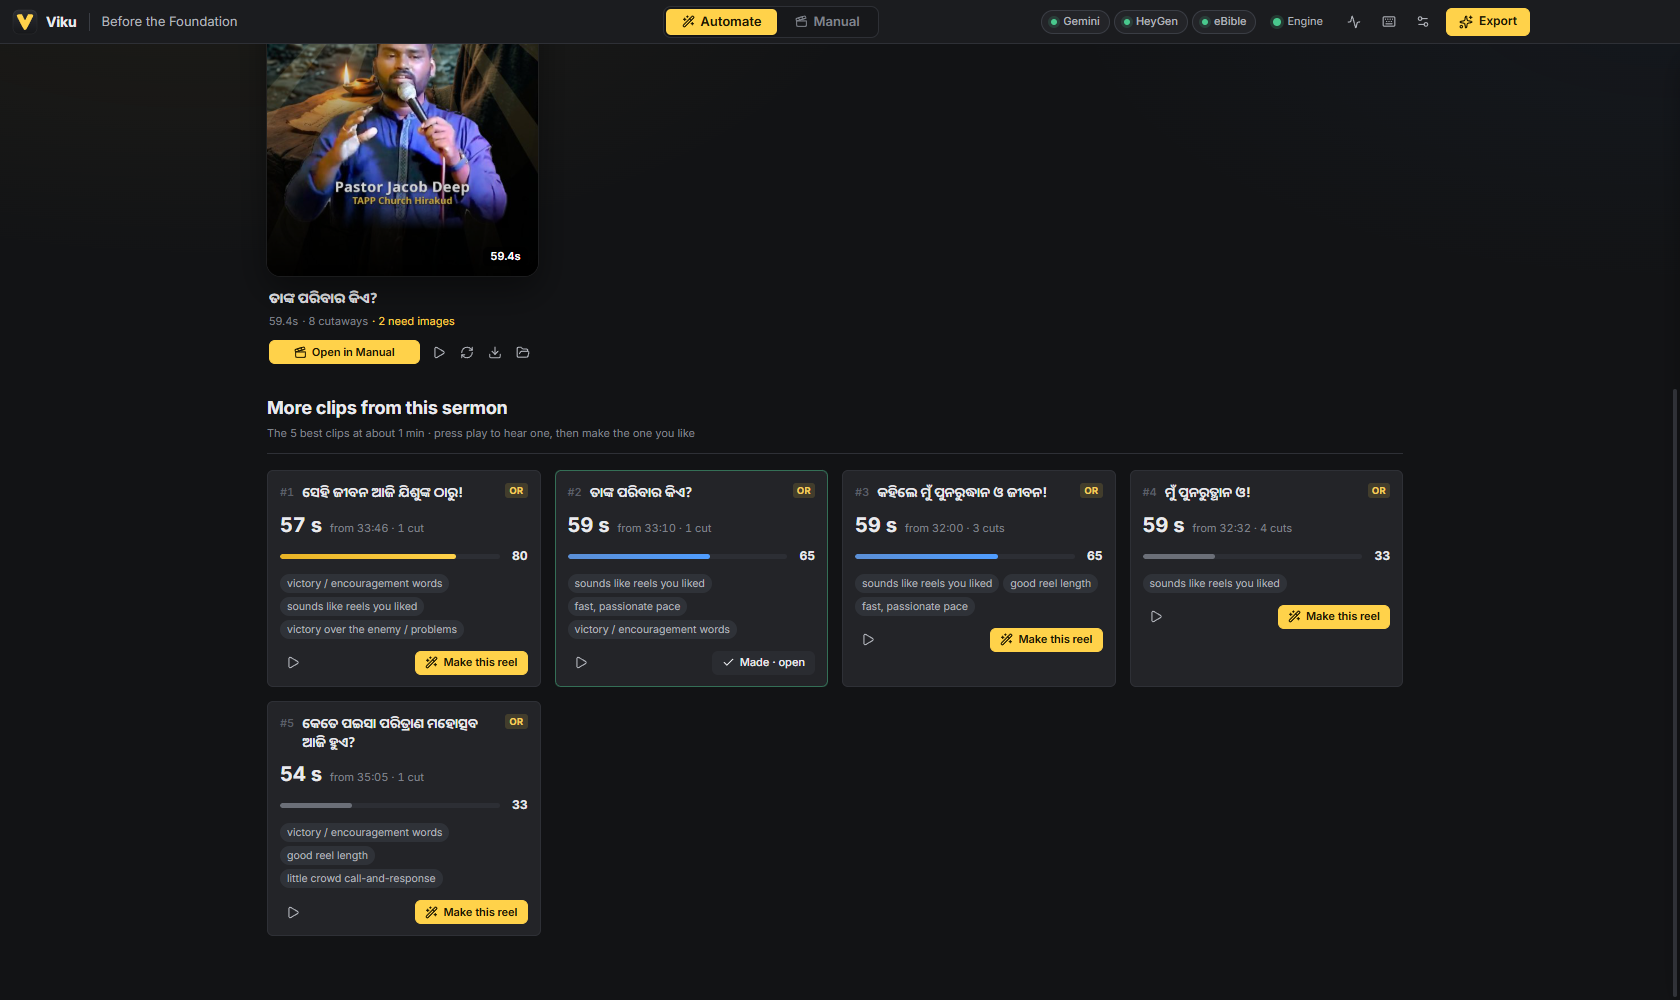 Viku
Before the Foundation
Automate
Manual
Gemini
HeyGen
eBible
Engine
Export
Pastor Jacob Deep
TAPP Church Hirakud
59.4s
ତାଙ୍କ ପରିବାର କିଏ?
59.4s · 8 cutaways · 2 need images
Open in Manual
More clips from this sermon
The 5 best clips at about 1 min · press play to hear one, then make the one you like
#1 ସେହି ଜୀବନ ଆଜି ଯିଶୁଙ୍କ ଠାରୁ! OR
57 s from 33:46 · 1 cut
80
victory / encouragement words
sounds like reels you liked
victory over the enemy / problems
Make this reel
#2 ତାଙ୍କ ପରିବାର କିଏ? OR
59 s from 33:10 · 1 cut
65
sounds like reels you liked
fast, passionate pace
victory / encouragement words
Made · open
#3 କହିଲେ ମୁଁ ପୁନରୁଦ୍ଧାନ ଓ ଜୀବନ! OR
59 s from 32:00 · 3 cuts
65
sounds like reels you liked good reel length
fast, passionate pace
Make this reel
#4 ମୁଁ ପୁନରୁତ୍ଥାନ ଓ! OR
59 s from 32:32 · 4 cuts
33
sounds like reels you liked
Make this reel
#5 କେତେ ପଇସା ପରିତ୍ରାଣ ମହୋତ୍ସବ OR
ଆଜି ହୁଏ?
54 s from 35:05 · 1 cut
33
victory / encouragement words
good reel length
little crowd call-and-response
Make this reel